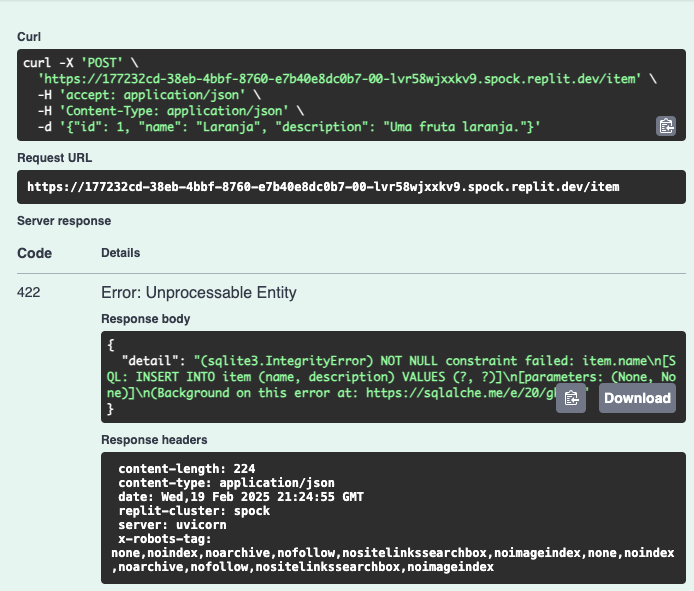 Curl
curl -X 'POST' \
  'https://177232cd-38eb-4bbf-8760-e7b40e8dc0b7-00-lvr58wjxxkv9.spock.replit.dev/item' \
  -H 'accept: application/json' \
  -H 'Content-Type: application/json' \
  -d '{"id": 1, "name": "Laranja", "description": "Uma fruta laranja."}'
Request URL
https://177232cd-38eb-4bbf-8760-e7b40e8dc0b7-00-lvr58wjxxkv9.spock.replit.dev/item
Server response
Code Details
422 Error: Unprocessable Entity
Response body
{
  "detail": "(sqlite3.IntegrityError) NOT NULL constraint failed: item.name\n[S
QL: INSERT INTO item (name, description) VALUES (?, ?)]\n[parameters: (None, No
ne)]\n(Background on this error at: https://sqlalche.me/e/20/
}
Download
Response headers
content-length: 224
content-type: application/json
date: Wed,19 Feb 2025 21:24:55 GMT
replit-cluster: spock
server: uvicorn
x-robots-tag:
none,noindex,noarchive,nofollow,nositelinkssearchbox,noimageindex,none,noindex
,noarchive,nofollow,nositelinkssearchbox,noimageindex